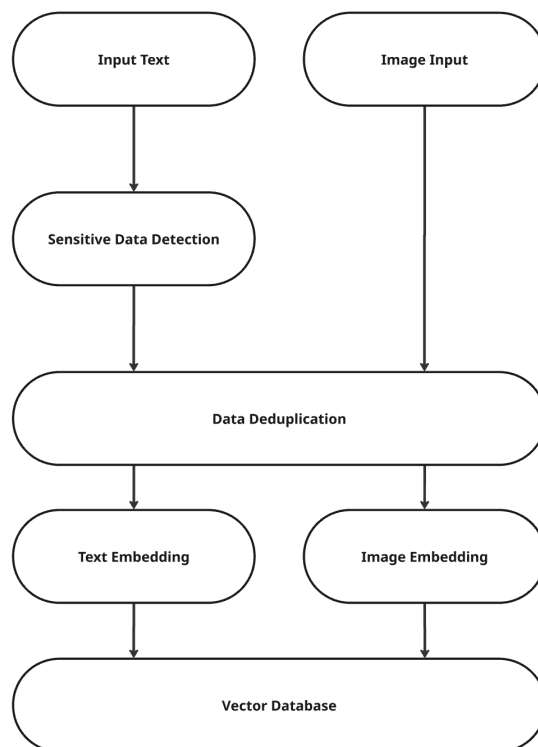 Input Text
Image Input
Sensitive Data Detection
Data Deduplication
Text Embedding
Image Embedding
Vector Database